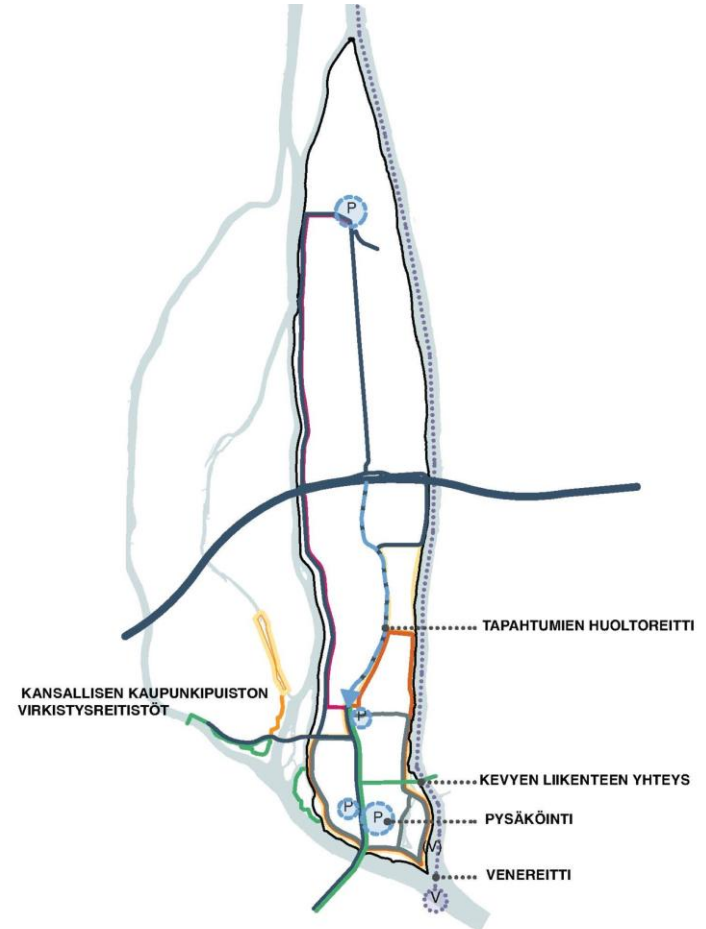 P
TAPAHTUMIEN HUOLTOREITTI
KANSALLISEN KAUPUNKIPUISTON
VIRKISTYSREITISTÖT
P
KEVYEN LIIKENTEEN YHTEYS
P
P
PYSÄKÖINTI
(V)
VENEREITTI
V